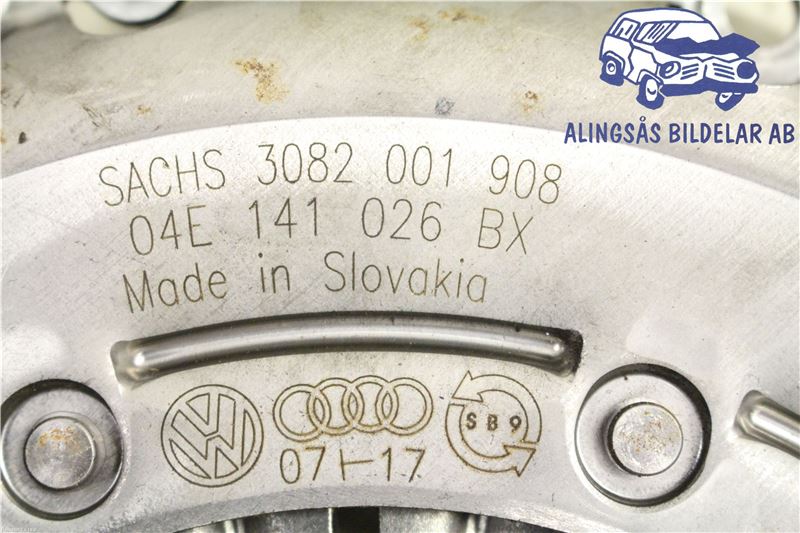 ALINGSÅS BILDELAR AB
SACHS 3082 001 908
04E 141 026 BX
Made in Slovakia
SB9
07⊢17